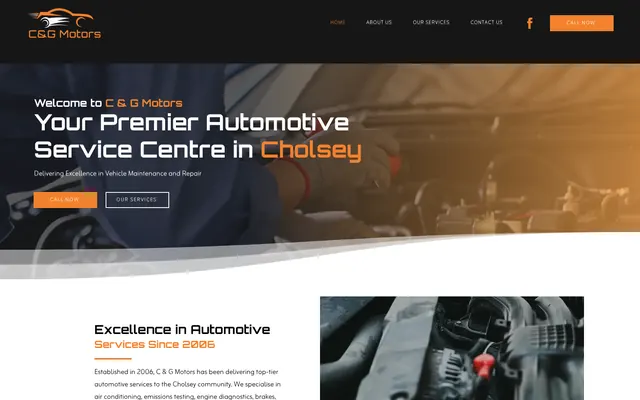 C&G Motors
HOME
ABOUT US
OUR SERVICES
CONTACT US
CALL NOW
Welcome to C & G Motors
Your Premier Automotive
Service Centre in Cholsey
Delivering Excellence in Vehicle Maintenance and Repair
CALL NOW
OUR SERVICES
Excellence in Automotive
Services Since 2006
Established in 2006, C & G Motors has been delivering top-tier
automotive services to the Cholsey community. We specialise in
air conditioning, emissions testing, engine diagnostics, brakes,